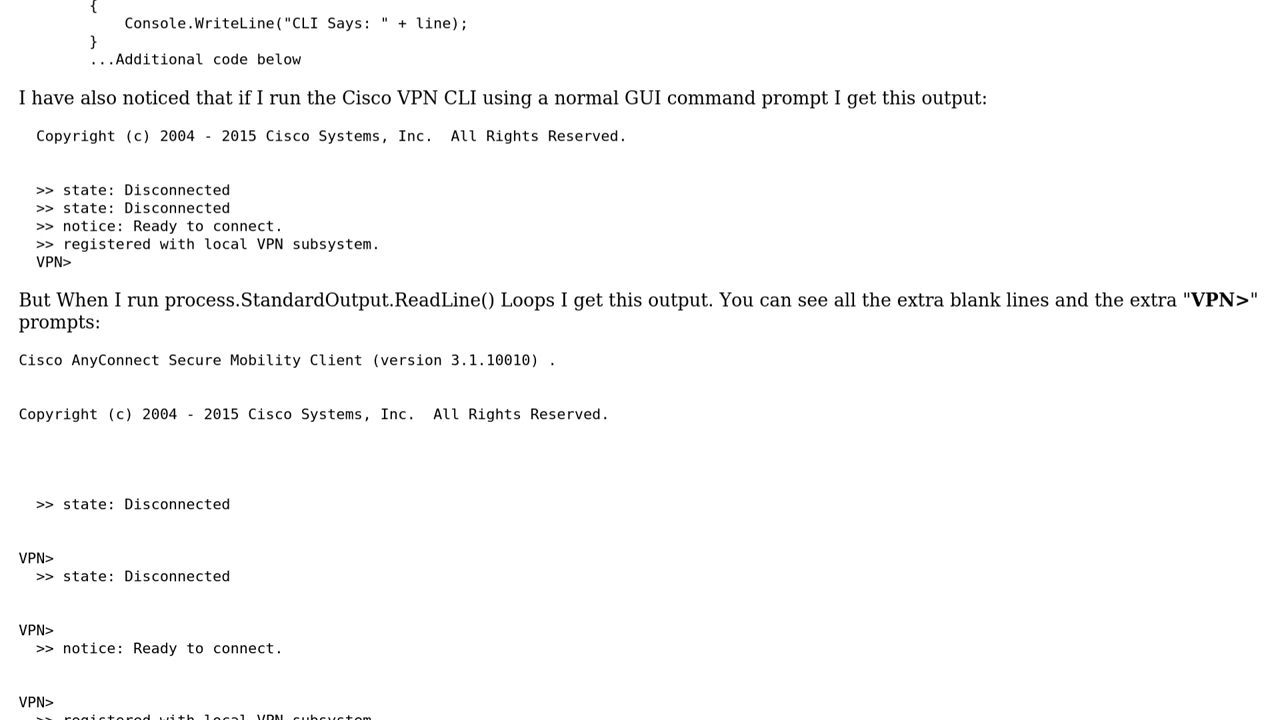 {
Console.WriteLine("CLI Says: " + line);
}
...Additional code below
I have also noticed that if I run the Cisco VPN CLI using a normal GUI command prompt I get this output:
Copyright (c) 2004 - 2015 Cisco Systems, Inc.  All Rights Reserved.
>> state: Disconnected
>> state: Disconnected
>> notice: Ready to connect.
>> registered with local VPN subsystem.
VPN>
But When I run process.StandardOutput.ReadLine() Loops I get this output. You can see all the extra blank lines and the extra "VPN>"
prompts:
Cisco AnyConnect Secure Mobility Client (version 3.1.10010) .
Copyright (c) 2004 - 2015 Cisco Systems, Inc.  All Rights Reserved.
>> state: Disconnected
VPN>
>> state: Disconnected
VPN>
>> notice: Ready to connect.
VPN>
>> registered with local VPN subsystem.